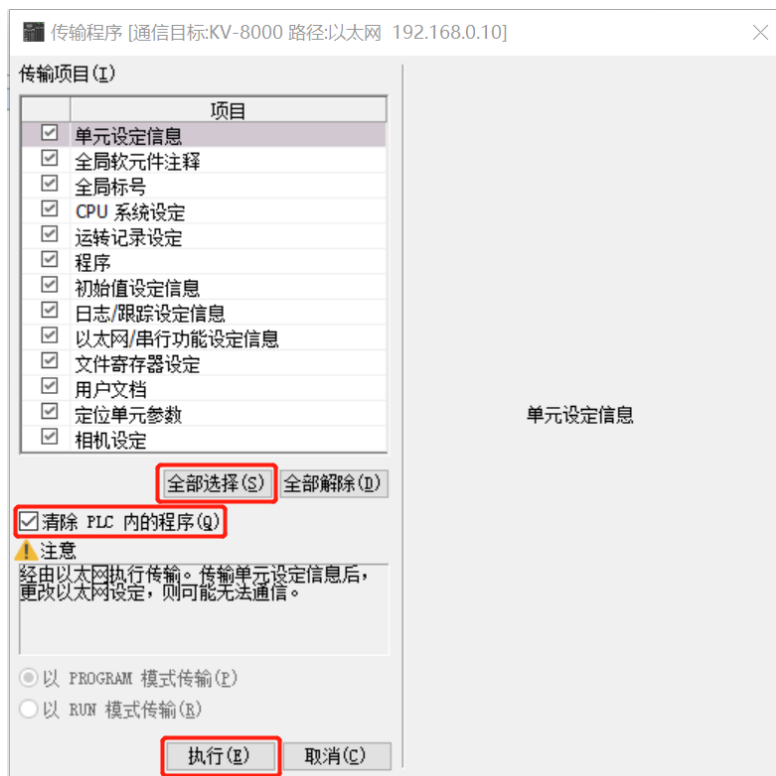 传输程序 [通信目标:KV-8000 路径:以太网 192.168.0.10]
传输项目(I)
项目
单元设定信息
全局软元件注释
全局标号
CPU 系统设定
运转记录设定
程序
初始值设定信息
日志/跟踪设定信息
以太网/串行功能设定信息
文件寄存器设定
用户文档
定位单元参数
相机设定
单元设定信息
全部选择(S) 全部解除(D)
清除 PLC 内的程序(Q)
注意
经由以太网执行传输。传输单元设定信息后，
更改以太网设定，则可能无法通信。
以 PROGRAM 模式传输(P)
以 RUN 模式传输(R)
执行(E) 取消(C)